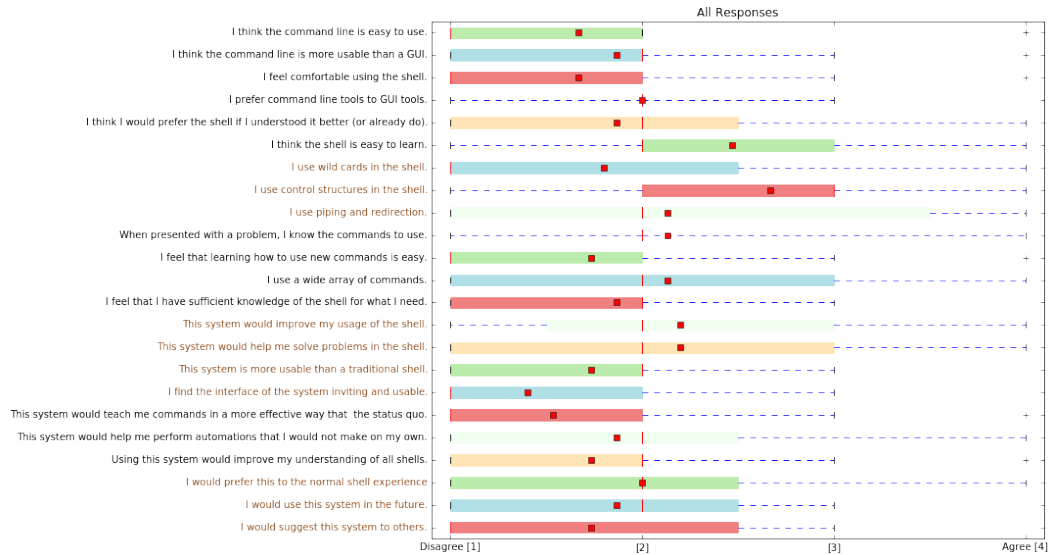 All Responses
I think the command line is easy to use.
I think the command line is more usable than a GUI.
I feel comfortable using the shell.
I prefer command line tools to GUI tools.
I think I would prefer the shell if I understood it better (or already do).
I think the shell is easy to learn.
I use wild cards in the shell.
I use control structures in the shell.
I use piping and redirection.
When presented with a problem, I know the commands to use.
I feel that learning how to use new commands is easy.
I use a wide array of commands.
I feel that I have sufficient knowledge of the shell for what I need.
This system would improve my usage of the shell.
This system would help me solve problems in the shell.
This system is more usable than a traditional shell.
I find the interface of the system inviting and usable.
This system would teach me commands in a more effective way that  the status quo.
This system would help me perform automations that I would not make on my own.
Using this system would improve my understanding of all shells.
I would prefer this to the normal shell experience
I would use this system in the future.
I would suggest this system to others.
Disagree [1] [2] [3] Agree [4]